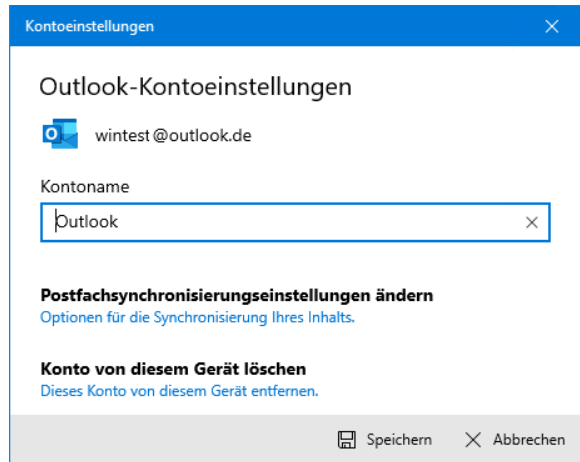 Kontoeinstellungen
Outlook-Kontoeinstellungen
wintest@outlook.de
Kontoname
Outlook
Postfachsynchronisierungseinstellungen ändern
Optionen für die Synchronisierung Ihres Inhalts.
Konto von diesem Gerät löschen
Dieses Konto von diesem Gerät entfernen.
Speichern Abbrechen